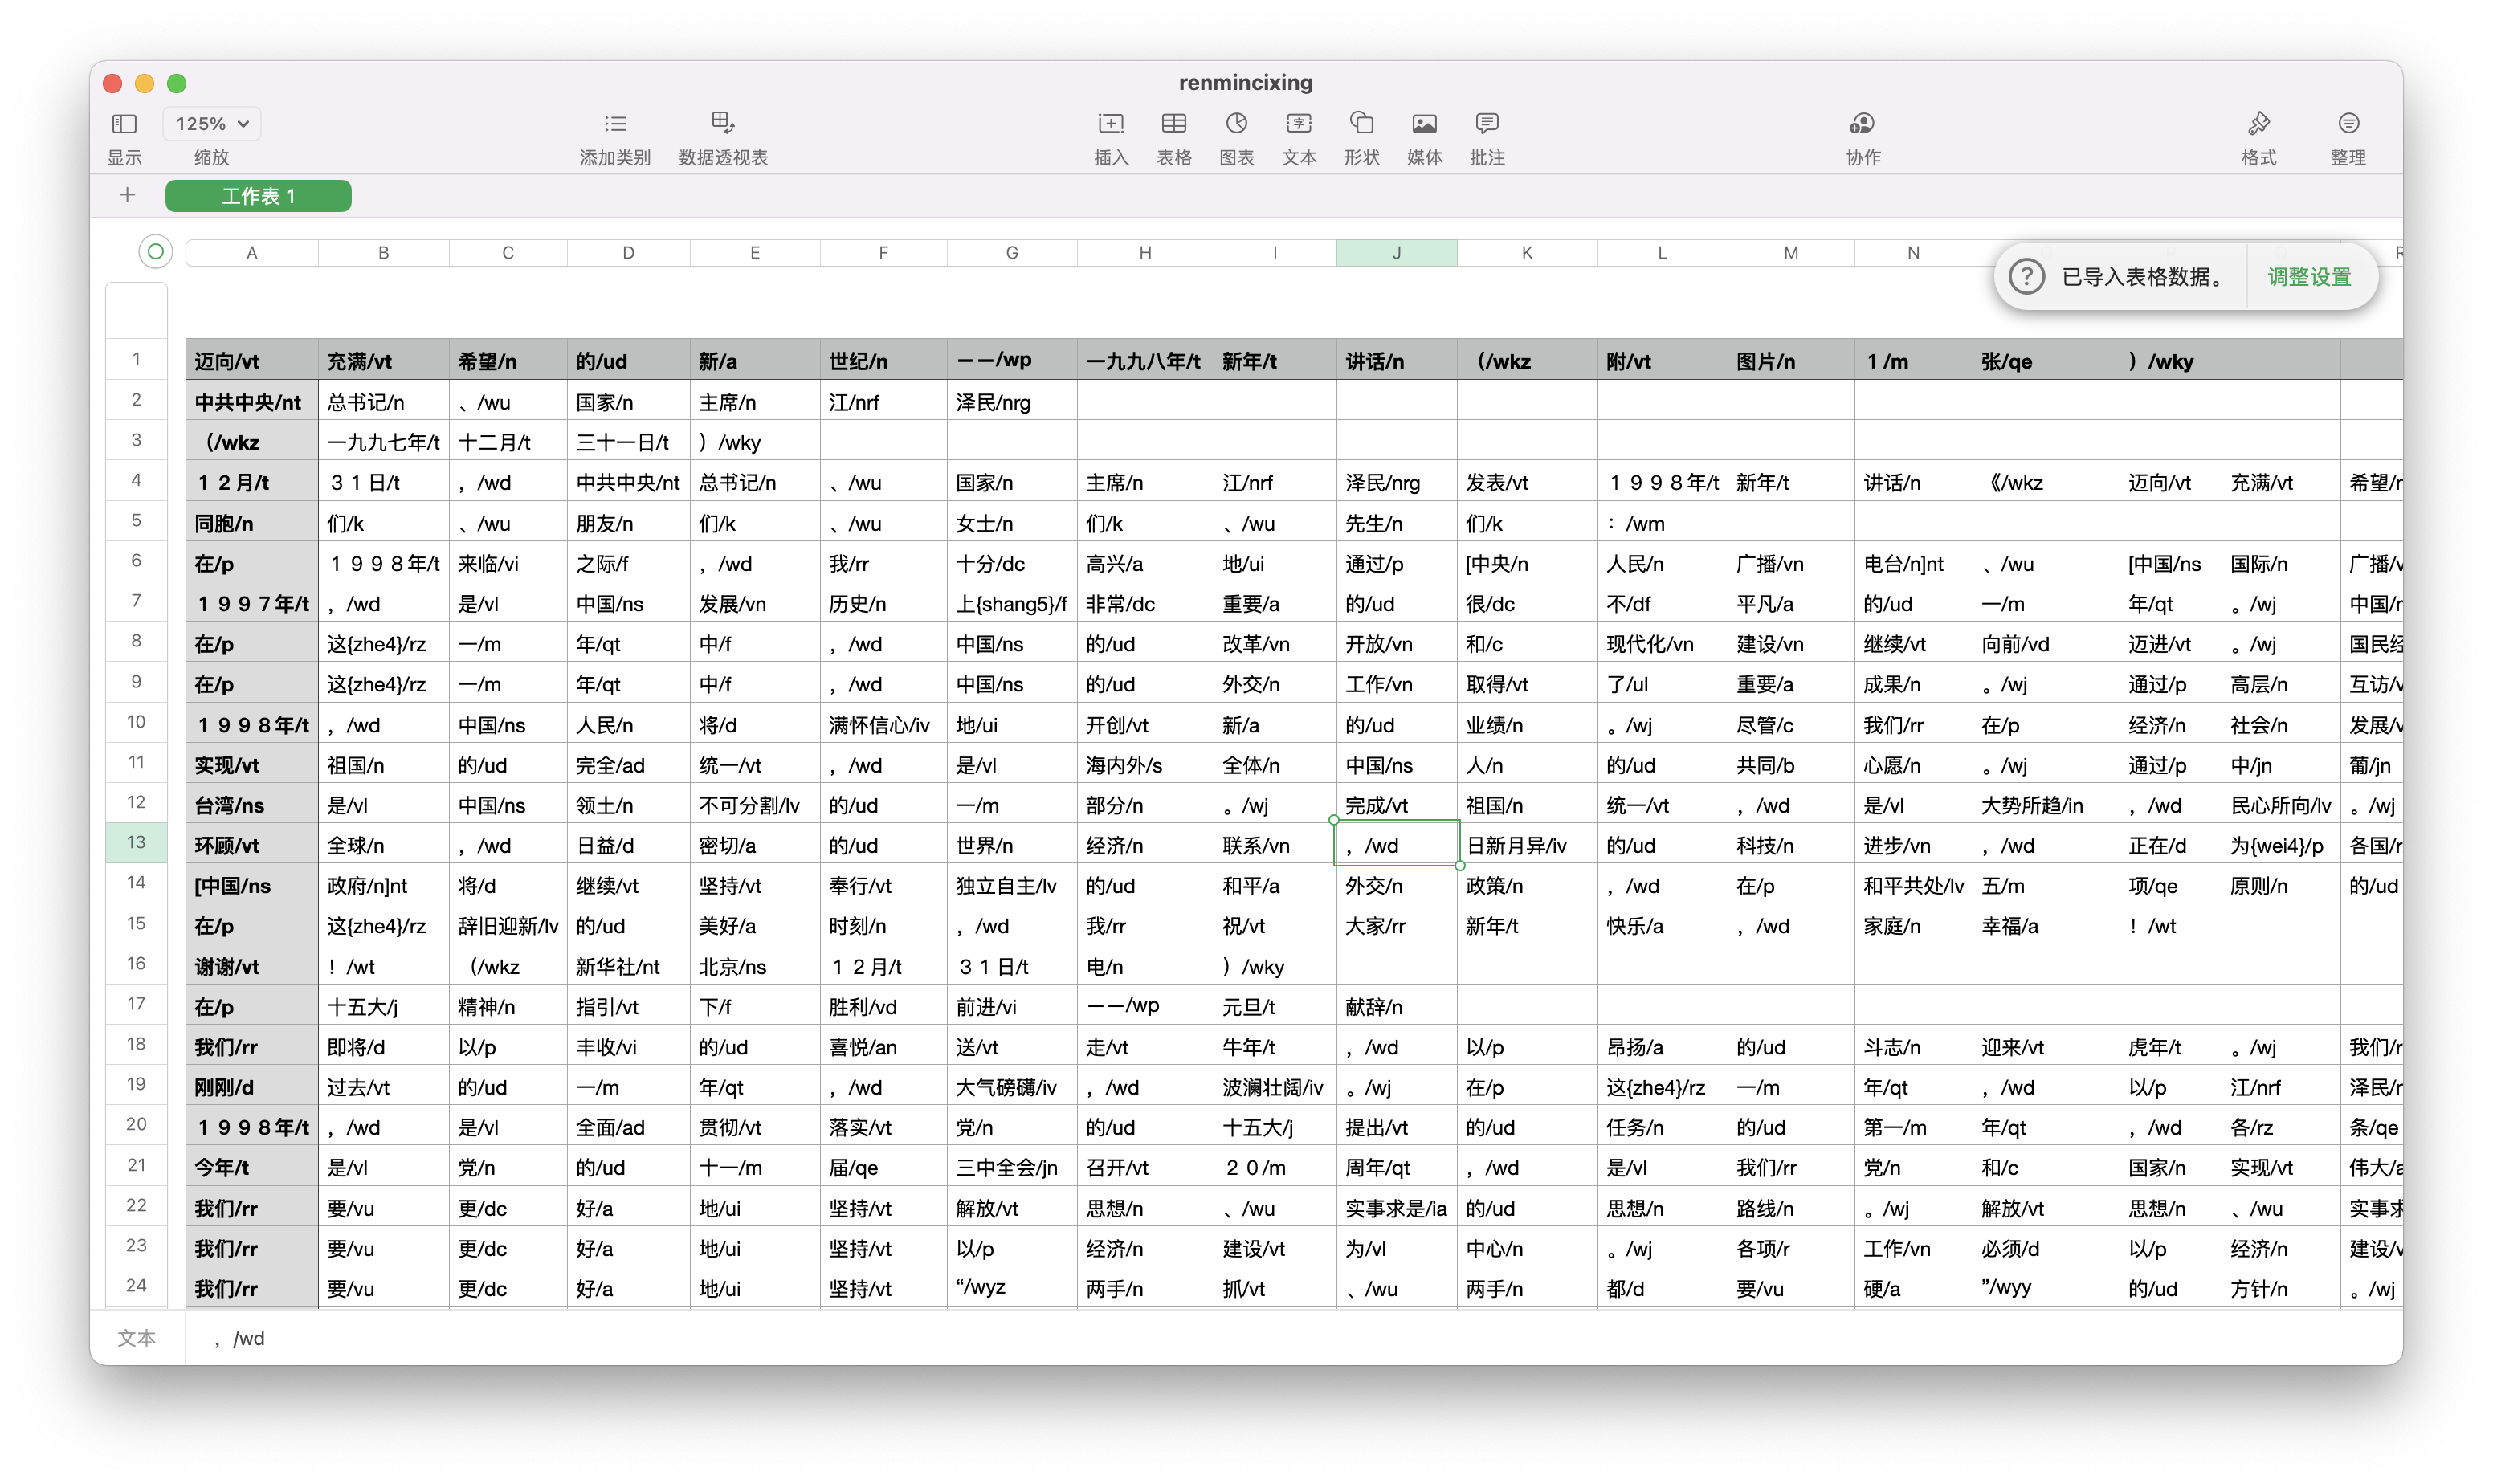 renmincixing
125%
显示 缩放 添加类别 数据透视表 插入 表格 图表 文本 形状 媒体 批注 协作 格式 整理
+ 工作表 1
A B C D E F G H I J K L M N R
? 已导入表格数据。 调整设置
1 迈向/vt 充满/vt 希望/n 的/ud 新/a 世纪/n ——/wp 一九九八年/t 新年/t 讲话/n （/wkz 附/vt 图片/n １/m 张/qe ）/wky
2 中共中央/nt 总书记/n 、/wu 国家/n 主席/n 江/nrf 泽民/nrg
3 （/wkz 一九九七年/t 十二月/t 三十一日/t ）/wky
4 １２月/t ３１日/t ，/wd 中共中央/nt 总书记/n 、/wu 国家/n 主席/n 江/nrf 泽民/nrg 发表/vt １９９８年/t 新年/t 讲话/n 《/wkz 迈向/vt 充满/vt 希望/
5 同胞/n 们/k 、/wu 朋友/n 们/k 、/wu 女士/n 们/k 、/wu 先生/n 们/k ：/wm
6 在/p １９９８年/t 来临/vi 之际/f ，/wd 我/rr 十分/dc 高兴/a 地/ui 通过/p [中央/n 人民/n 广播/vn 电台/n]nt 、/wu [中国/ns 国际/n 广播/
7 １９９７年/t ，/wd 是/vl 中国/ns 发展/vn 历史/n 上{shang5}/f 非常/dc 重要/a 的/ud 很/dc 不/df 平凡/a 的/ud 一/m 年/qt 。/wj 中国/
8 在/p 这{zhe4}/rz 一/m 年/qt 中/f ，/wd 中国/ns 的/ud 改革/vn 开放/vn 和/c 现代化/vn 建设/vn 继续/vt 向前/vd 迈进/vt 。/wj 国民
9 在/p 这{zhe4}/rz 一/m 年/qt 中/f ，/wd 中国/ns 的/ud 外交/n 工作/vn 取得/vt 了/ul 重要/a 成果/n 。/wj 通过/p 高层/n 互访/
10 １９９８年/t ，/wd 中国/ns 人民/n 将/d 满怀信心/iv 地/ui 开创/vt 新/a 的/ud 业绩/n 。/wj 尽管/c 我们/rr 在/p 经济/n 社会/n 发展/
11 实现/vt 祖国/n 的/ud 完全/ad 统一/vt ，/wd 是/vl 海内外/s 全体/n 中国/ns 人/n 的/ud 共同/b 心愿/n 。/wj 通过/p 中/jn 葡/jn
12 台湾/ns 是/vl 中国/ns 领土/n 不可分割/lv 的/ud 一/m 部分/n 。/wj 完成/vt 祖国/n 统一/vt ，/wd 是/vl 大势所趋/in ，/wd 民心所向/lv 。/wj
13 环顾/vt 全球/n ，/wd 日益/d 密切/a 的/ud 世界/n 经济/n 联系/vn ，/wd 日新月异/iv 的/ud 科技/n 进步/vn ，/wd 正在/d 为{wei4}/p 各国/
14 [中国/ns 政府/n]nt 将/d 继续/vt 坚持/vt 奉行/vt 独立自主/lv 的/ud 和平/a 外交/n 政策/n ，/wd 在/p 和平共处/lv 五/m 项/qe 原则/n 的/ud
15 在/p 这{zhe4}/rz 辞旧迎新/lv 的/ud 美好/a 时刻/n ，/wd 我/rr 祝/vt 大家/rr 新年/t 快乐/a ，/wd 家庭/n 幸福/a ！/wt
16 谢谢/vt ！/wt （/wkz 新华社/nt 北京/ns １２月/t ３１日/t 电/n ）/wky
17 在/p 十五大/j 精神/n 指引/vt 下/f 胜利/vd 前进/vi ——/wp 元旦/t 献辞/n
18 我们/rr 即将/d 以/p 丰收/vi 的/ud 喜悦/an 送/vt 走/vt 牛年/t ，/wd 以/p 昂扬/a 的/ud 斗志/n 迎来/vt 虎年/t 。/wj 我们/
19 刚刚/d 过去/vt 的/ud 一/m 年/qt ，/wd 大气磅礴/iv ，/wd 波澜壮阔/iv 。/wj 在/p 这{zhe4}/rz 一/m 年/qt ，/wd 以/p 江/nrf 泽民/
20 １９９８年/t ，/wd 是/vl 全面/ad 贯彻/vt 落实/vt 党/n 的/ud 十五大/j 提出/vt 的/ud 任务/n 的/ud 第一/m 年/qt ，/wd 各/rz 条/qe
21 今年/t 是/vl 党/n 的/ud 十一/m 届/qe 三中全会/jn 召开/vt ２０/m 周年/qt ，/wd 是/vl 我们/rr 党/n 和/c 国家/n 实现/vt 伟大/
22 我们/rr 要/vu 更/dc 好/a 地/ui 坚持/vt 解放/vt 思想/n 、/wu 实事求是/ia 的/ud 思想/n 路线/n 。/wj 解放/vt 思想/n 、/wu 实事
23 我们/rr 要/vu 更/dc 好/a 地/ui 坚持/vt 以/p 经济/n 建设/vt 为/vl 中心/n 。/wj 各项/r 工作/vn 必须/d 以/p 经济/n 建设/
24 我们/rr 要/vu 更/dc 好/a 地/ui 坚持/vt “/wyz 两手/n 抓/vt 、/wu 两手/n 都/d 要/vu 硬/a ”/wyy 的/ud 方针/n 。/wj
文本 ，/wd